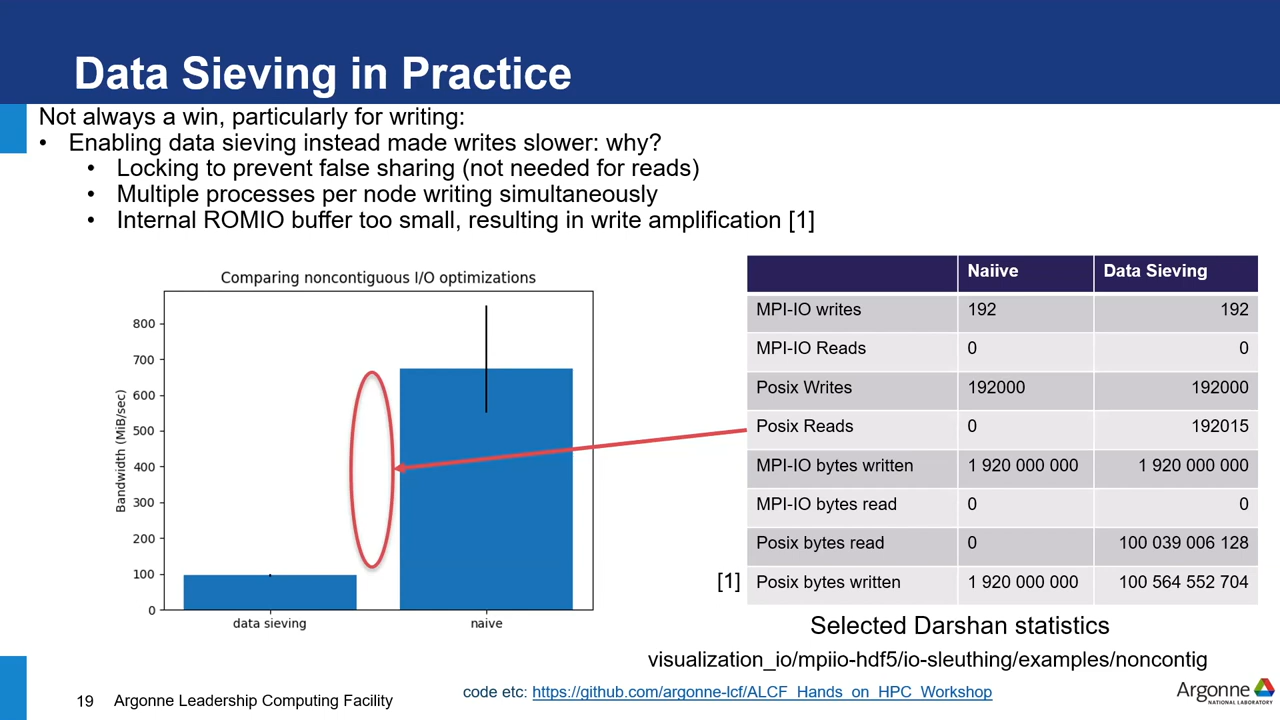 Data Sieving in Practice
Not always a win, particularly for writing:
• Enabling data sieving instead made writes slower: why?
• Locking to prevent false sharing (not needed for reads)
• Multiple processes per node writing simultaneously
• Internal ROMIO buffer too small, resulting in write amplification [1]
Comparing noncontiguous I/O optimizations
Bandwidth (MiB/sec)
800
700
600
500
400
300
200
100
0
data sieving naive
Naiive Data Sieving
MPI-IO writes 192 192
MPI-IO Reads 0 0
Posix Writes 192000 192000
Posix Reads 0 192015
MPI-IO bytes written 1 920 000 000 1 920 000 000
MPI-IO bytes read 0 0
Posix bytes read 0 100 039 006 128
[1] Posix bytes written 1 920 000 000 100 564 552 704
Selected Darshan statistics
visualization_io/mpiio-hdf5/io-sleuthing/examples/noncontig
code etc: https://github.com/argonne-lcf/ALCF_Hands_on_HPC_Workshop
19 Argonne Leadership Computing Facility
Argonne
NATIONAL LABORATORY